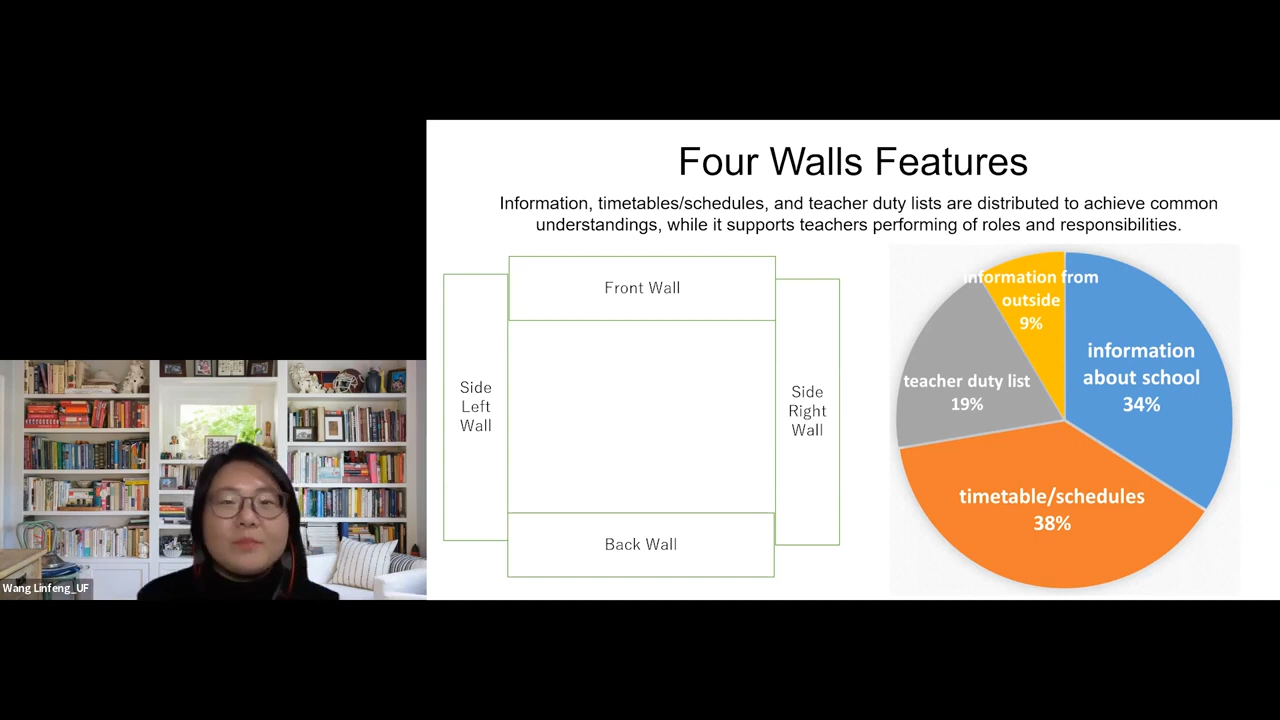 Four Walls Features
Information, timetables/schedules, and teacher duty lists are distributed to achieve common
understandings, while it supports teachers performing of roles and responsibilities.
Front Wall
Side
Left
Wall
Side
Right
Wall
Back Wall
information from
outside
9%
information
about school
34%
teacher duty list
19%
timetable/schedules
38%
Wang Linfeng_UF